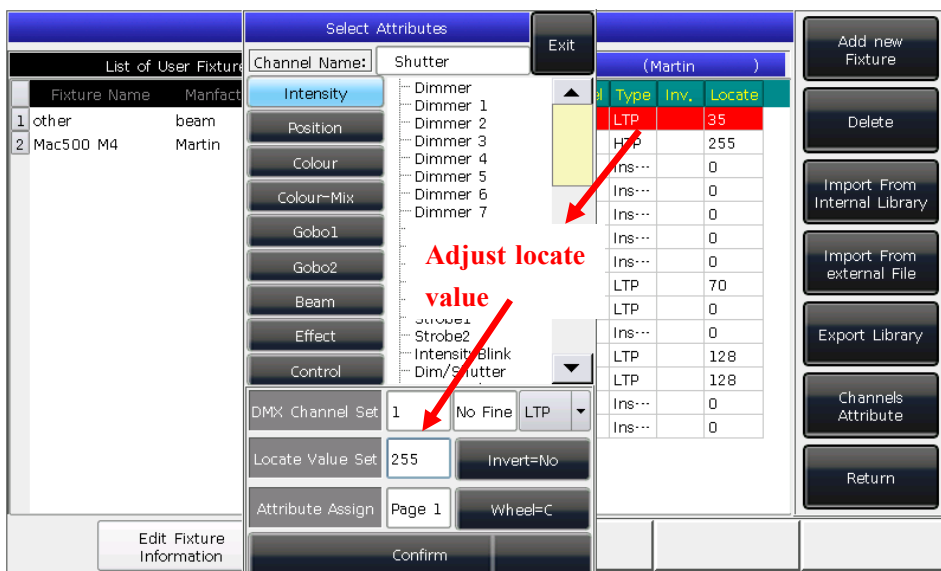 Select Attributes
Exit
Channel Name:
Shutter
List of User Fixture
(Martin )
Fixture Name
Manfact
Type
Inv.
Locate
1 other beam
2 Mac500 M4 Martin
Intensity
Position
Colour
Colour-Mix
Gobo1
Gobo2
Beam
Effect
Control
Dimmer
Dimmer 1
Dimmer 2
Dimmer 3
Dimmer 4
Dimmer 5
Dimmer 6
Dimmer 7
Strobe1
Strobe2
IntensityBlink
Dim/Shutter
Adjust locate
value
LTP 35
HTP 255
Ins··· 0
Ins··· 0
Ins··· 0
Ins··· 0
Ins··· 0
LTP 70
LTP 0
Ins··· 0
LTP 128
LTP 128
Ins··· 0
Ins··· 0
DMX Channel Set
1
No Fine
LTP
Locate Value Set
255
Invert=No
Attribute Assign
Page 1
Wheel=C
Confirm
Edit Fixture
Information
Add new
Fixture
Delete
Import From
Internal Library
Import From
external File
Export Library
Channels
Attribute
Return